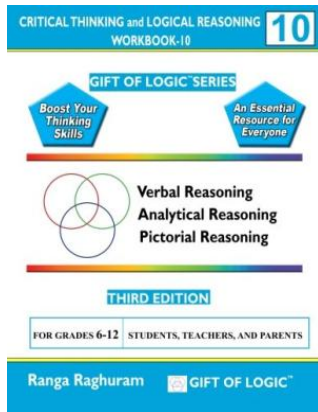 CRITICAL THINKING and LOGICAL REASONING
WORKBOOK-10
10
GIFT OF LOGIC™SERIES
Boost Your
Thinking
Skills
An Essential
Resource for
Everyone
Verbal Reasoning
Analytical Reasoning
Pictorial Reasoning
THIRD EDITION
FOR GRADES 6-12
STUDENTS, TEACHERS, AND PARENTS
Ranga Raghuram
GIFT OF LOGIC™